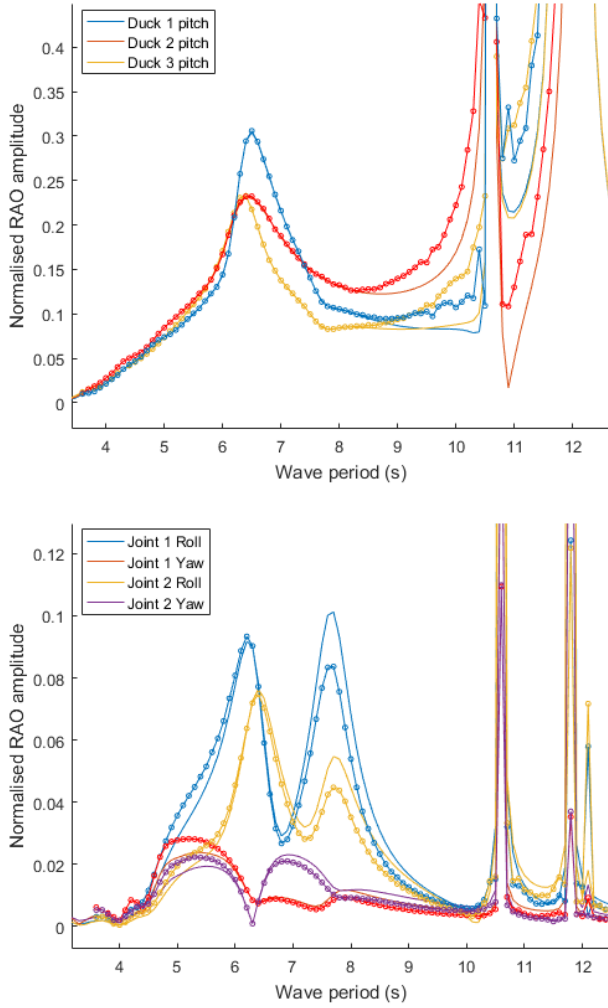 Duck 1 pitch
Duck 2 pitch
Duck 3 pitch
Normalised RAO amplitude
0.4
0.35
0.3
0.25
0.2
0.15
0.1
0.05
0
4 5 6 7 8 9 10 11 12
Wave period (s)
Joint 1 Roll
Joint 1 Yaw
Joint 2 Roll
Joint 2 Yaw
Normalised RAO amplitude
0.12
0.1
0.08
0.06
0.04
0.02
0
4 5 6 7 8 9 10 11 12
Wave period (s)